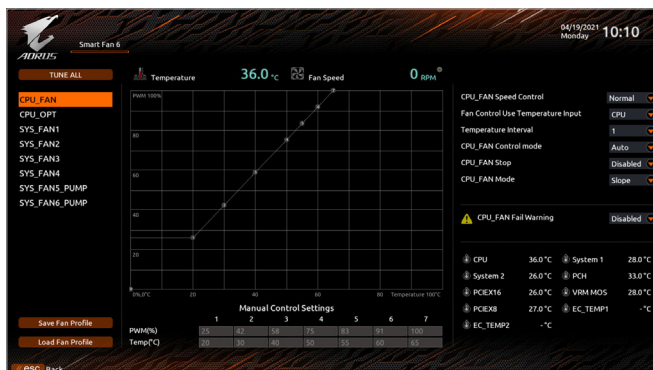 04/19/2021
Monday 10:10
AORUS
Smart Fan 6
TUNE ALL
Temperature 36.0 °C Fan Speed 0 RPM
CPU_FAN
CPU_OPT
SYS_FAN1
SYS_FAN2
SYS_FAN3
SYS_FAN4
SYS_FAN5_PUMP
SYS_FAN6_PUMP
Save Fan Profile
Load Fan Profile
PWM 100%
80
60
40
20
0%,0°C 20 40 60 80 Temperature 100°C
Manual Control Settings
1 2 3 4 5 6 7
PWM(%) 25 42 58 75 83 91 100
Temp(°C) 20 30 40 50 55 60 65
CPU_FAN Speed Control Normal
Fan Control Use Temperature Input CPU
Temperature Interval 1
CPU_FAN Control mode Auto
CPU_FAN Stop Disabled
CPU_FAN Mode Slope
CPU_FAN Fail Warning Disabled
CPU 36.0°C System 1 28.0°C
System 2 26.0°C PCH 33.0°C
PCIEX16 26.0°C VRM MOS 28.0°C
PCIEX8 27.0°C EC_TEMP1 -°C
EC_TEMP2 -°C
esc Back